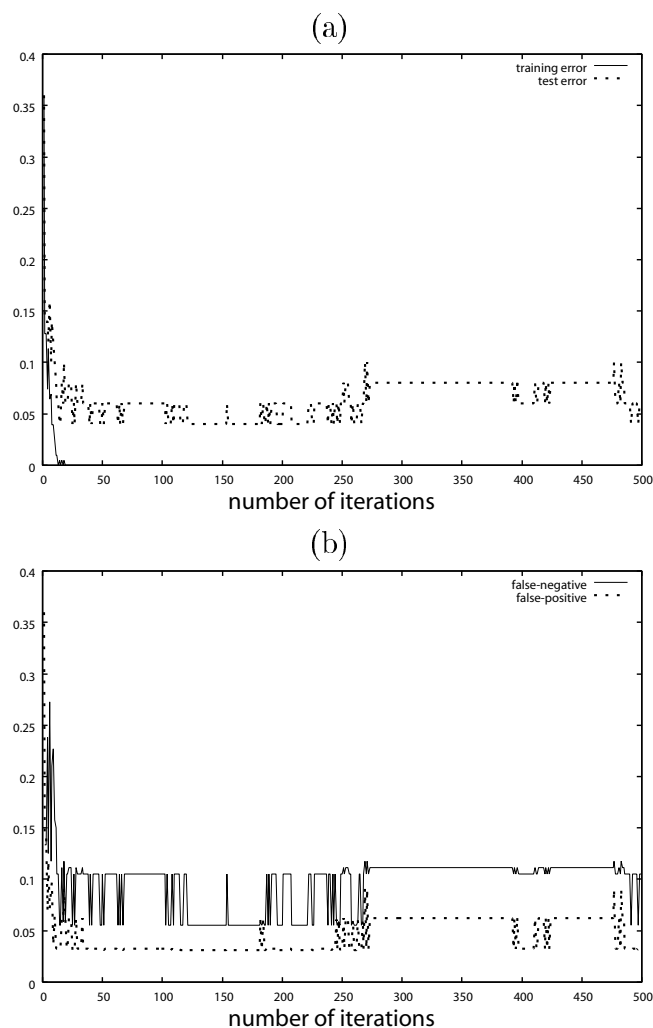 (a)
0.4
0.35
0.3
0.25
0.2
0.15
0.1
0.05
0
training error
test error
0 50 100 150 200 250 300 350 400 450 500
number of iterations
(b)
0.4
0.35
0.3
0.25
0.2
0.15
0.1
0.05
0
false-negative
false-positive
0 50 100 150 200 250 300 350 400 450 500
number of iterations